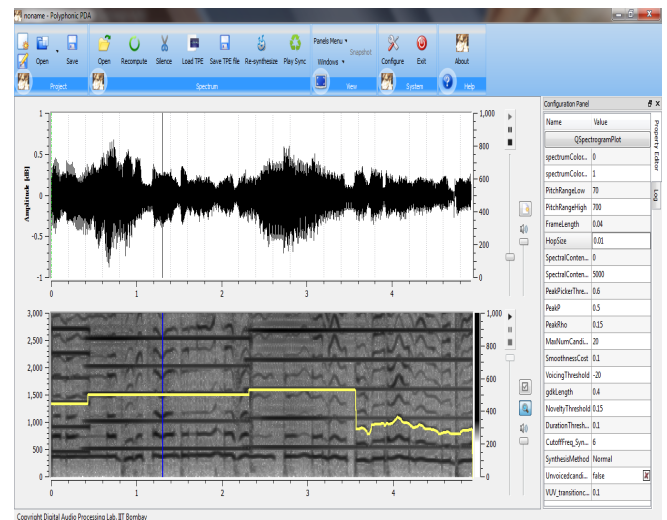 noname - Polyphonic PDA
Open Save Open Recompute Silence Load TPE Save TPE file Re-synthesize Play Sync Panels Menu Windows Snapshot Configure Exit About
Project Spectrum View System Help
Configuration Panel
Name Value
QSpectrogramPlot
spectrumColor... 0
spectrumColor... 1
PitchRangeLow 70
PitchRangeHigh 700
FrameLength 0.04
HopSize 0.01
SpectralConten... 0
SpectralConten... 5000
PeakPickerThre... 0.6
PeakP 0.5
PeakRho 0.15
MaxNumCandi... 20
SmoothnessCost 0.1
VoicingThreshold -20
gdkLength 0.4
NoveltyThreshold 0.15
DurationThresh... 0.1
CutoffFreq_Syn... 6
SynthesisMethod Normal
Unvoicedcandi... false
VUV_transitionc... 0.1
Property Editor
Log
Amplitude [dB]
1 0.5 0 -0.5 -1
1,000 800 600 400 200 0
0 1 2 3 4
3,000 2,500 2,000 1,500 1,000 500 0
1,000 800 600 400 200 0
0 1 2 3 4
Copyright Digital Audio Processing Lab, IIT Bombay